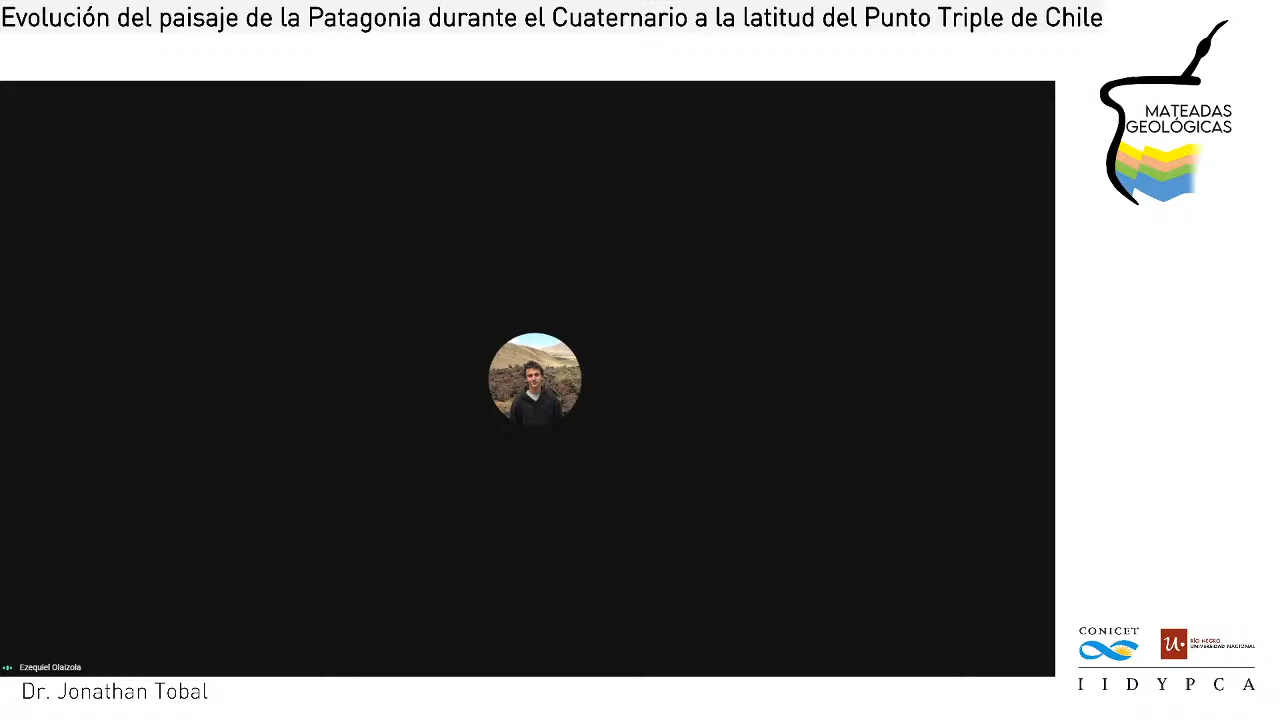 Evolución del paisaje de la Patagonia durante el Cuaternario a la latitud del Punto Triple de Chile
MATEADAS
GEOLÓGICAS
Ezequiel Olaizola
Dr. Jonathan Tobal
CONICET
RÍO NEGRO
UNIVERSIDAD NACIONAL
I I D Y P C A